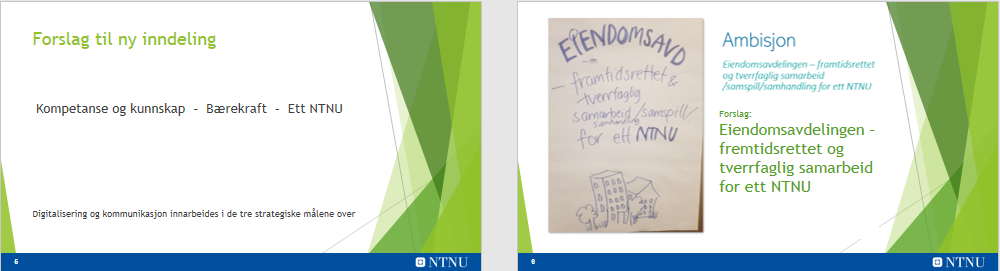 Forslag til ny inndeling
Kompetanse og kunnskap - Bærekraft - Ett NTNU
Digitalisering og kommunikasjon innarbeides i de tre strategiske målene over
5
NTNU
EIENDOMSAVD
- framtidsrettet &
- tverrfaglig
samarbeid/samspill/
samhandling
for ett NTNU
Ambisjon
Eiendomsavdelingen – framtidsrettet
og tverrfaglig samarbeid
/samspill/samhandling for ett NTNU
Forslag:
Eiendomsavdelingen –
fremtidsrettet og
tverrfaglig samarbeid
for ett NTNU
6
NTNU